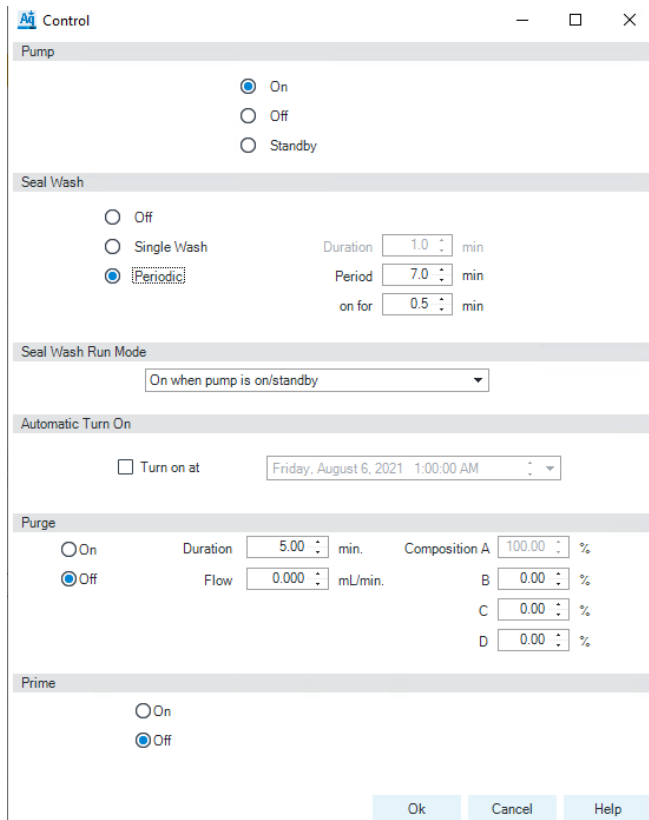 Aq Control
Pump
On
Off
Standby
Seal Wash
Off
Single Wash Duration 1.0 min
Periodic Period 7.0 min
on for 0.5 min
Seal Wash Run Mode
On when pump is on/standby
Automatic Turn On
Turn on at Friday, August 6, 2021 1:00:00 AM
Purge
On Duration 5.00 min. Composition A 100.00 %
Off Flow 0.000 mL/min. B 0.00 %
C 0.00 %
D 0.00 %
Prime
On
Off
Ok Cancel Help